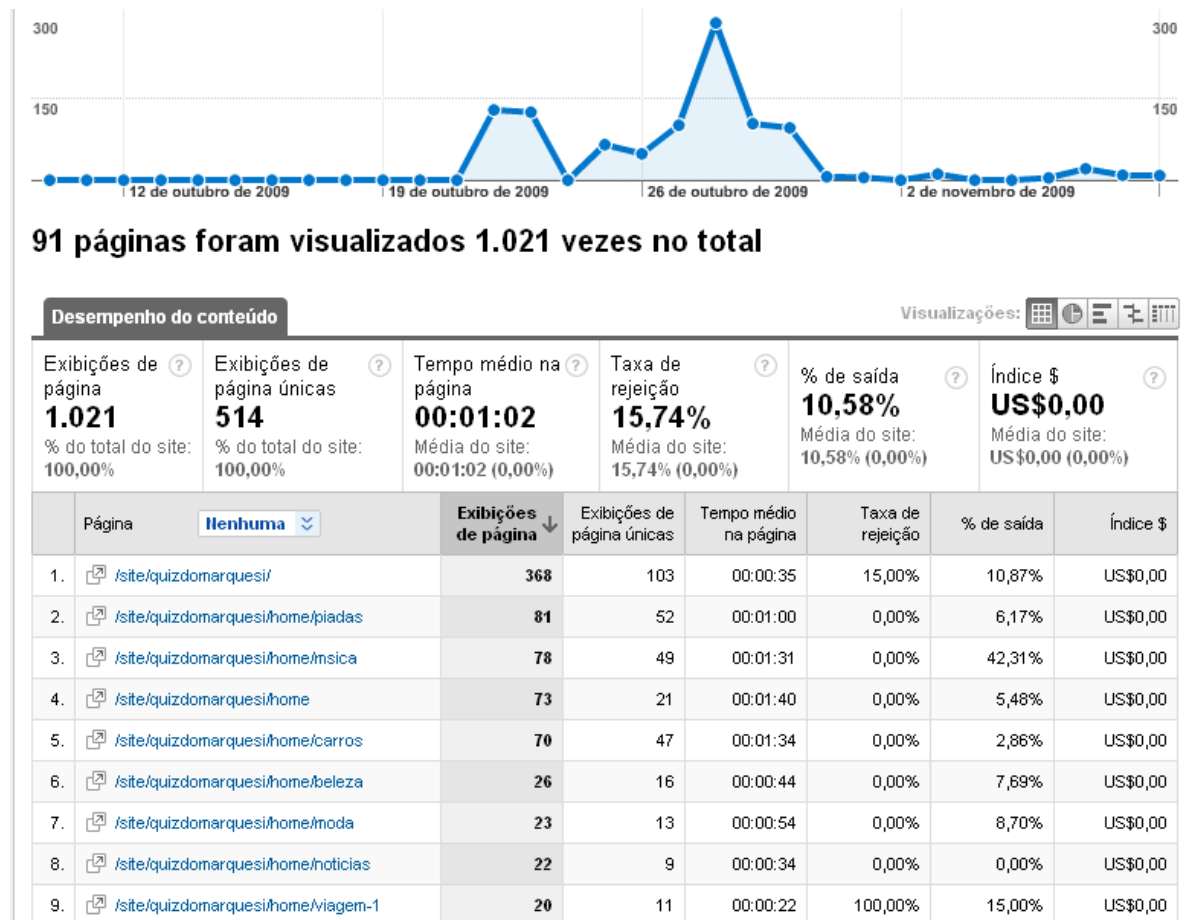 300
300
150
150
12 de outubro de 2009
19 de outubro de 2009
26 de outubro de 2009
2 de novembro de 2009
91 páginas foram visualizados 1.021 vezes no total
Desempenho do conteúdo
Visualizações:
Exibições de página
1.021
% do total do site:
100,00%
Exibições de página únicas
514
% do total do site:
100,00%
Tempo médio na página
00:01:02
Média do site:
00:01:02 (0,00%)
Taxa de rejeição
15,74%
Média do site:
15,74% (0,00%)
% de saída
10,58%
Média do site:
10,58% (0,00%)
Índice $
US$0,00
Média do site:
US$0,00 (0,00%)
Página Nenhuma Exibições de página Exibições de página únicas Tempo médio na página Taxa de rejeição % de saída Índice $
1. /site/quizdomarquesi/ 368 103 00:00:35 15,00% 10,87% US$0,00
2. /site/quizdomarquesi/home/piadas 81 52 00:01:00 0,00% 6,17% US$0,00
3. /site/quizdomarquesi/home/msica 78 49 00:01:31 0,00% 42,31% US$0,00
4. /site/quizdomarquesi/home 73 21 00:01:40 0,00% 5,48% US$0,00
5. /site/quizdomarquesi/home/carros 70 47 00:01:34 0,00% 2,86% US$0,00
6. /site/quizdomarquesi/home/beleza 26 16 00:00:44 0,00% 7,69% US$0,00
7. /site/quizdomarquesi/home/moda 23 13 00:00:54 0,00% 8,70% US$0,00
8. /site/quizdomarquesi/home/noticias 22 9 00:00:34 0,00% 0,00% US$0,00
9. /site/quizdomarquesi/home/viagem-1 20 11 00:00:22 100,00% 15,00% US$0,00